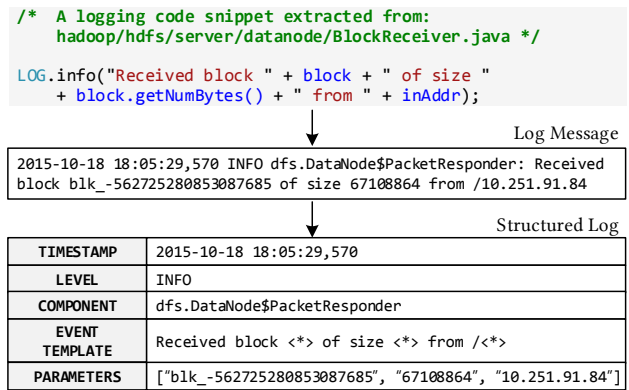 /*  A logging code snippet extracted from:
hadoop/hdfs/server/datanode/BlockReceiver.java */
LOG.info("Received block " + block + " of size "
+ block.getNumBytes() + " from " + inAddr);
Log Message
2015-10-18 18:05:29,570 INFO dfs.DataNode$PacketResponder: Received
block blk_-562725280853087685 of size 67108864 from /10.251.91.84
Structured Log
TIMESTAMP 2015-10-18 18:05:29,570
LEVEL INFO
COMPONENT dfs.DataNode$PacketResponder
EVENT
TEMPLATE Received block <*> of size <*> from /<*>
PARAMETERS ["blk_-562725280853087685", "67108864", "10.251.91.84"]